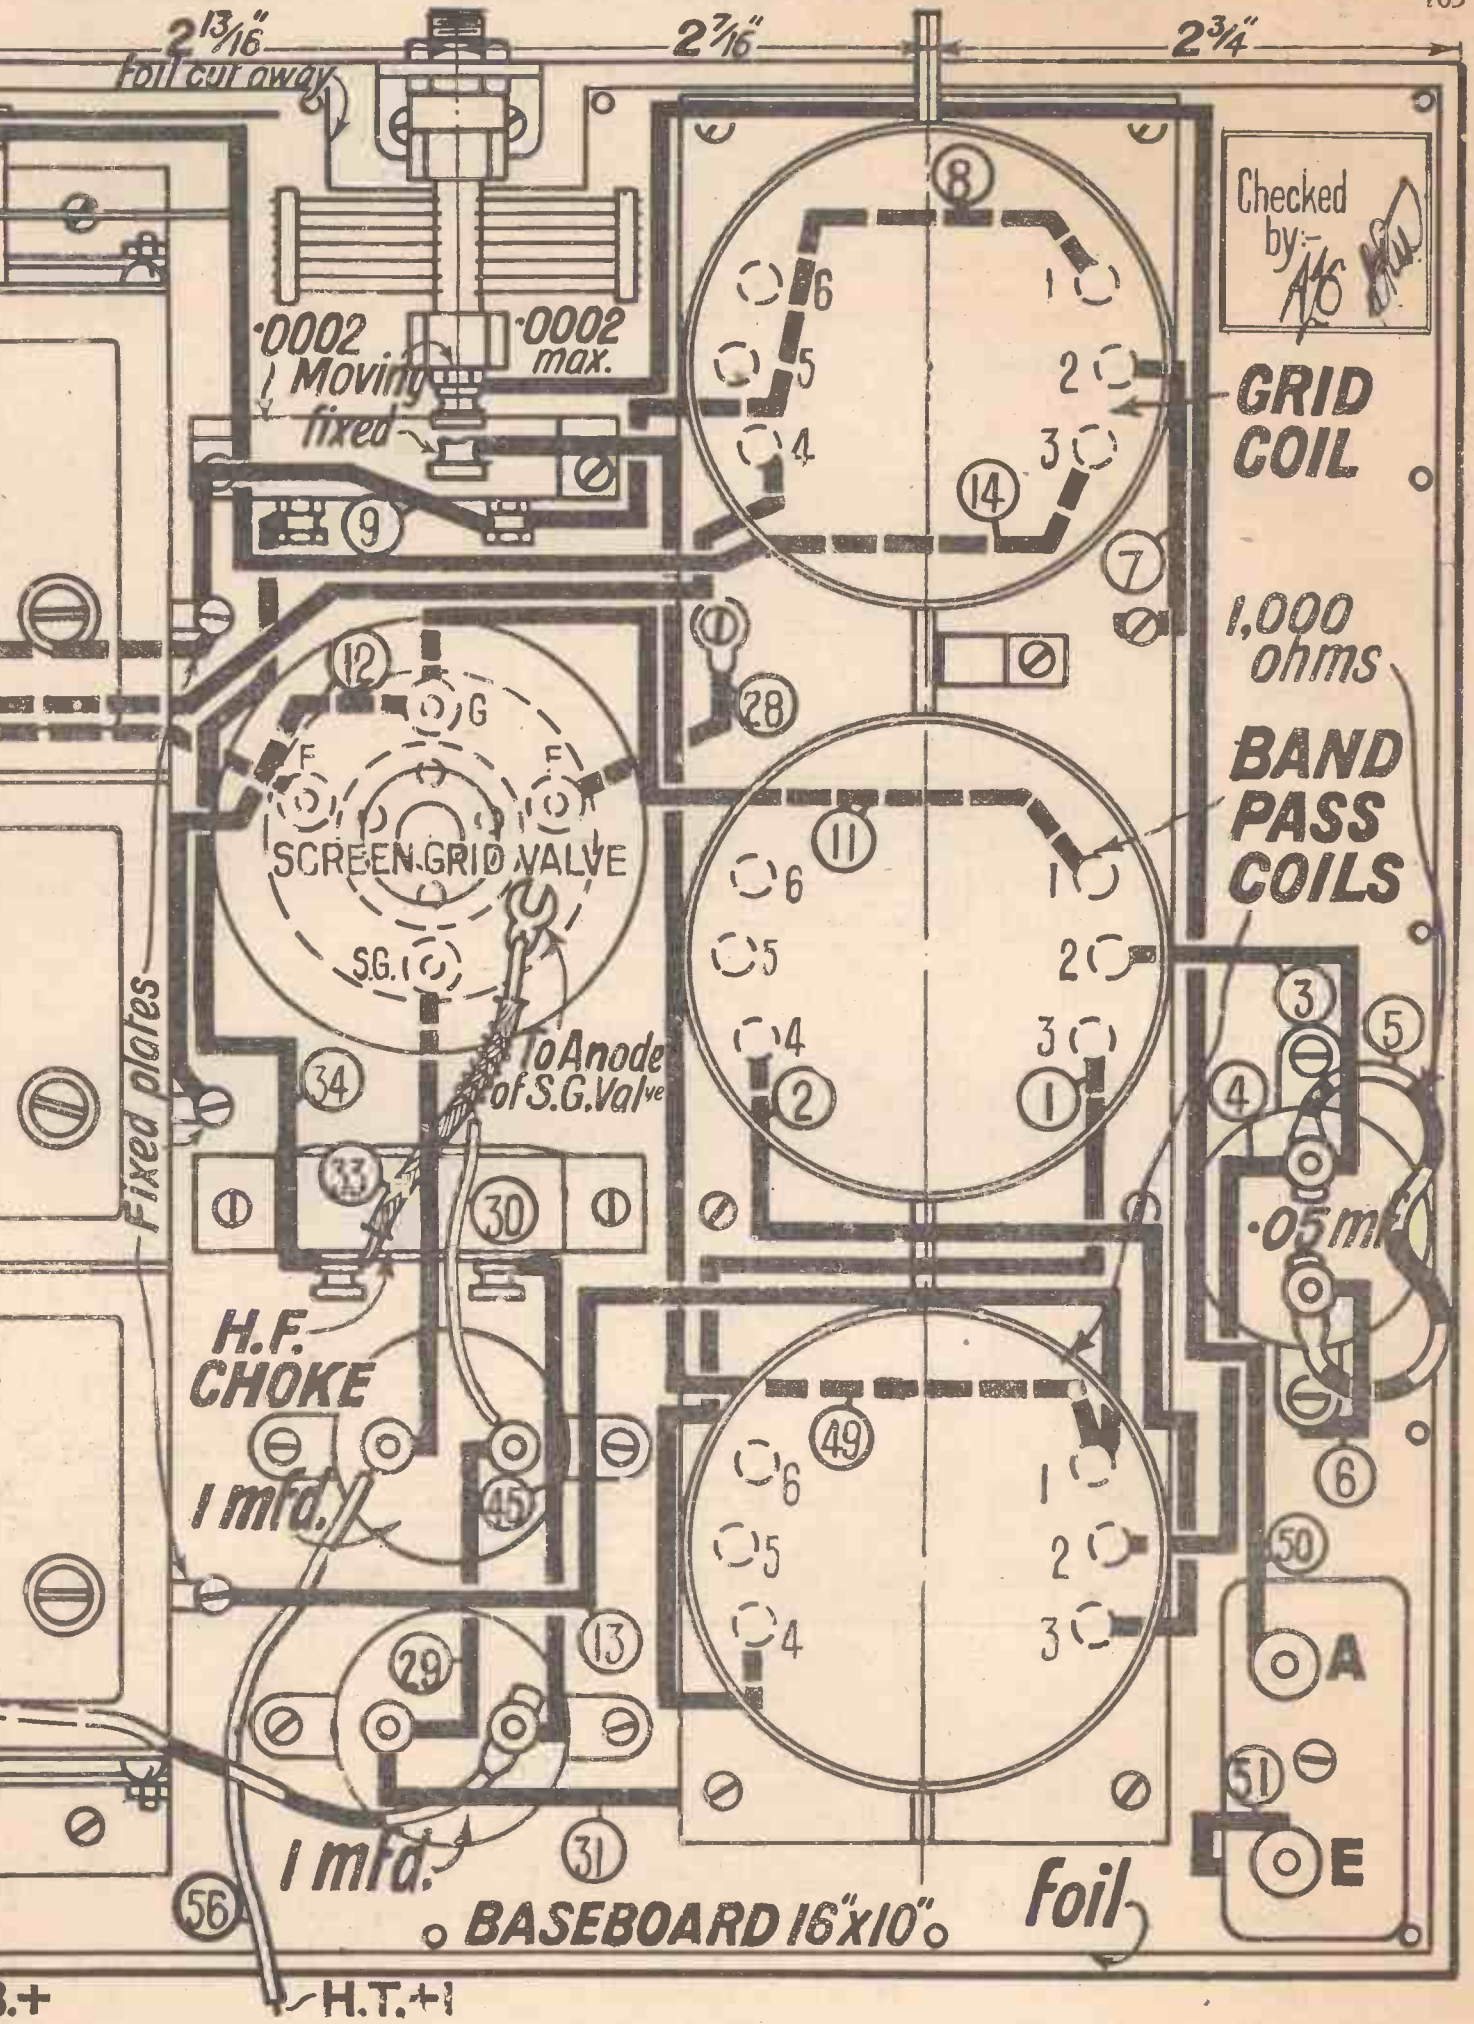 2 13/16"
2 7/16"
2 3/4"
Foil cut away
Checked
by:-
8
6
1
5
2
4
3
14
9
7
·0002
·0002
max.
Moving
fixed
GRID
COIL
1,000
ohms
12
G
28
F
F
SCREEN GRID VALVE
S.G.
BAND
PASS
COILS
11
6
1
5
2
4
3
2
1
3
5
4
Fixed plates
To Anode
of S.G. Valve
34
33
30
·05 mf
H.F.
CHOKE
49
6
1
5
2
4
3
6
1 mfd.
45
50
13
29
A
51
E
1 mfd.
31
56
BASEBOARD 16"x10"
Foil
B.+
H.T.+1